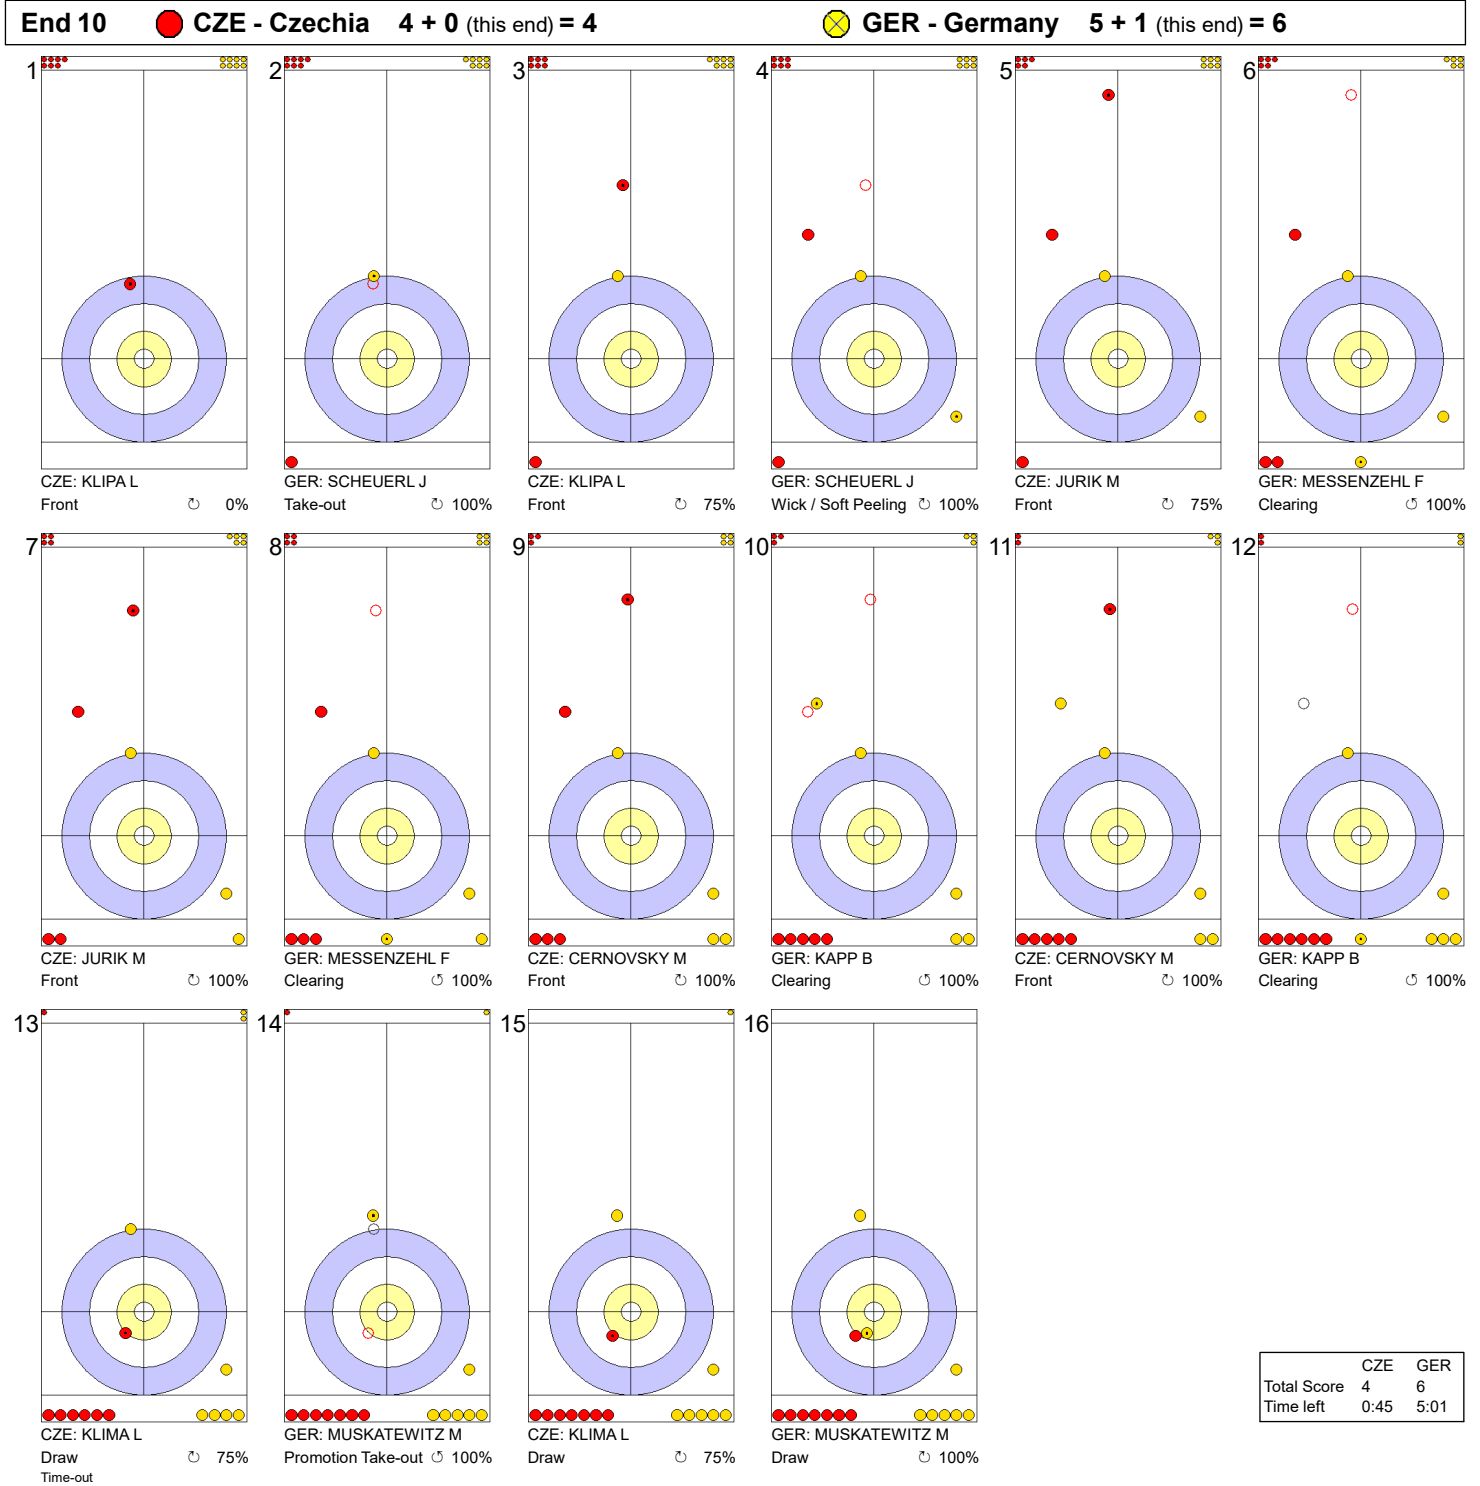 End 10 CZE - Czechia 4 + 0 (this end) = 4 GER - Germany 5 + 1 (this end) = 6
1 2 3 4 5 6
CZE: KLIPA L GER: SCHEUERL J CZE: KLIPA L GER: SCHEUERL J CZE: JURIK M GER: MESSENZEHL F
Front ↻ 0% Take-out ↻ 100% Front ↻ 75% Wick / Soft Peeling ↻ 100% Front ↻ 75% Clearing ↻ 100%
7 8 9 10 11 12
CZE: JURIK M GER: MESSENZEHL F CZE: CERNOVSKY M GER: KAPP B CZE: CERNOVSKY M GER: KAPP B
Front ↻ 100% Clearing ↻ 100% Front ↻ 100% Clearing ↺ 100% Front ↺ 100% Clearing ↺ 100%
13 14 15 16
CZE: KLIMA L GER: MUSKATEWITZ M CZE: KLIMA L GER: MUSKATEWITZ M
Draw ↻ 75% Promotion Take-out ↻ 100% Draw ↻ 75% Draw ↻ 100%
Time-out
CZE GER
Total Score 4 6
Time left 0:45 5:01